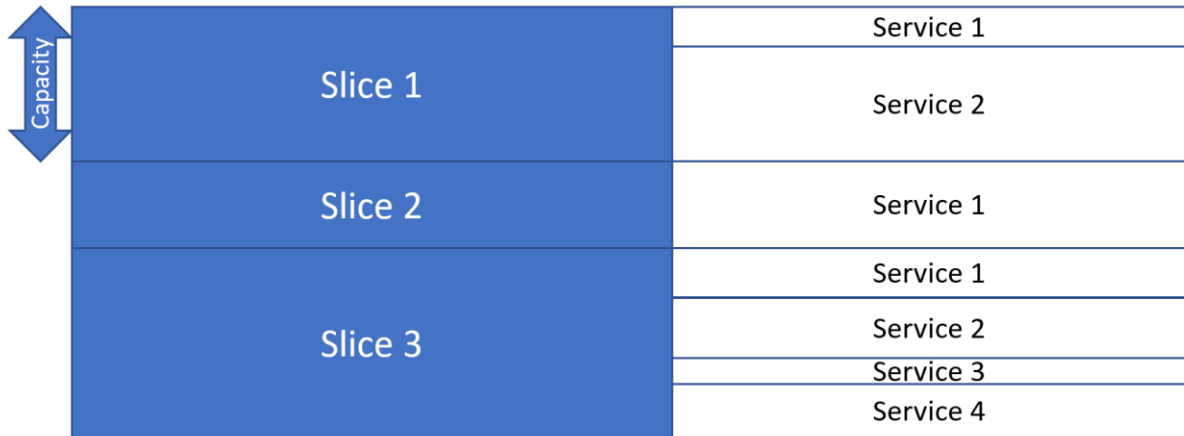 Capacity
Slice 1
Service 1
Service 2
Slice 2
Service 1
Slice 3
Service 1
Service 2
Service 3
Service 4